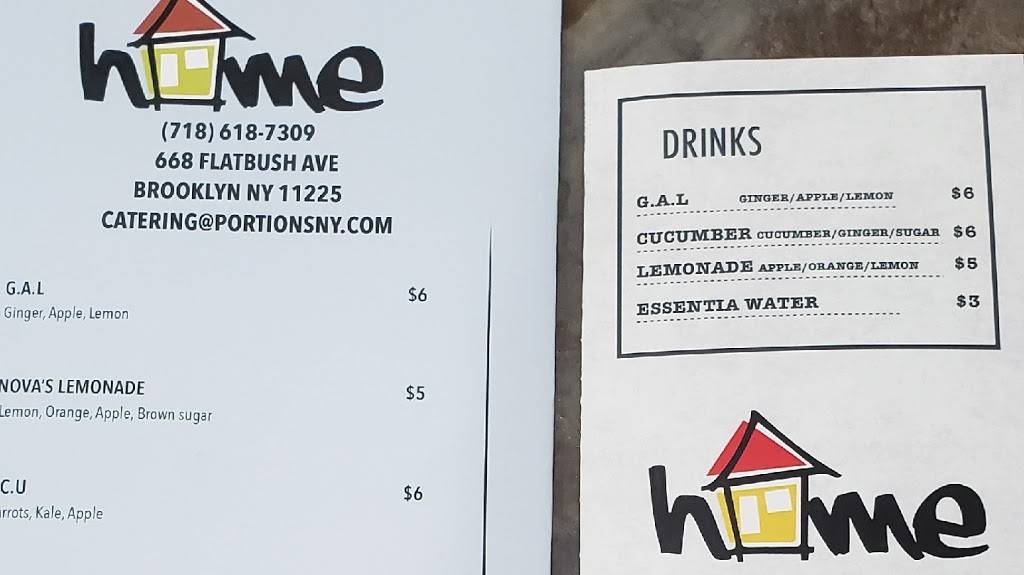 home
(718) 618-7309
668 FLATBUSH AVE
BROOKLYN NY 11225
CATERING@PORTIONSNY.COM
G.A.L $6
Ginger, Apple, Lemon
NOVA'S LEMONADE $5
Lemon, Orange, Apple, Brown sugar
C.U $6
Kale, Apple
DRINKS
G.A.L GINGER/APPLE/LEMON $6
CUCUMBER CUCUMBER/GINGER/SUGAR $6
LEMONADE APPLE/ORANGE/LEMON $5
ESSENTIA WATER $3
home